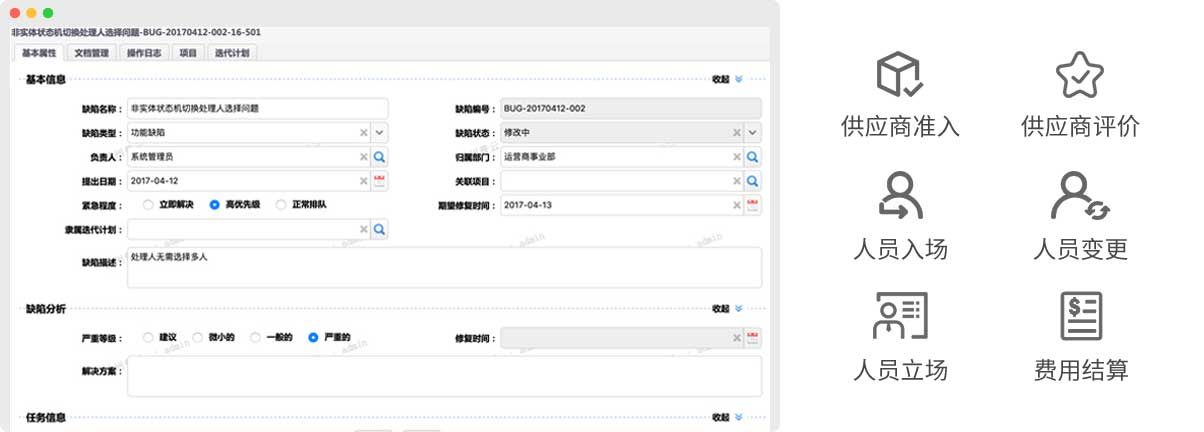 非实体状态机切换处理人选择问题-BUG-20170412-002-16-501
基本属性 文档管理 操作日志 项目 迭代计划
基本信息 收起
缺陷名称： 非实体状态机切换处理人选择问题 缺陷编号： BUG-20170412-002
缺陷类型： 功能缺陷 缺陷状态： 修改中
负责人： 系统管理员 归属部门： 运营商事业部
提出日期： 2017-04-12 关联项目：
紧急程度： 立即解决 高优先级 正常排队 期望修复时间： 2017-04-13
隶属迭代计划：
缺陷描述： 处理人无需选择多人
admin
admin
缺陷分析 收起
严重等级： 建议 微小的 一般的 严重的 修复时间：
admin
admin
解决方案：
任务信息 收起
供应商准入 供应商评价
人员入场 人员变更
人员立场 费用结算